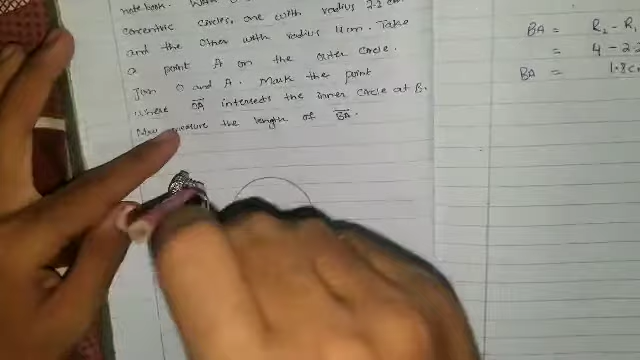 notebook. With
concentric circles, one with radius 2.2 cm
and the other with radius 4cm. Take
a point A on the outer circle.
Join O and A. Mark the point
where OA intersects the inner circle at B.
Now measure the length of BA.
BA = R₂ - R₁
= 4 - 2.2
BA = 1.8c